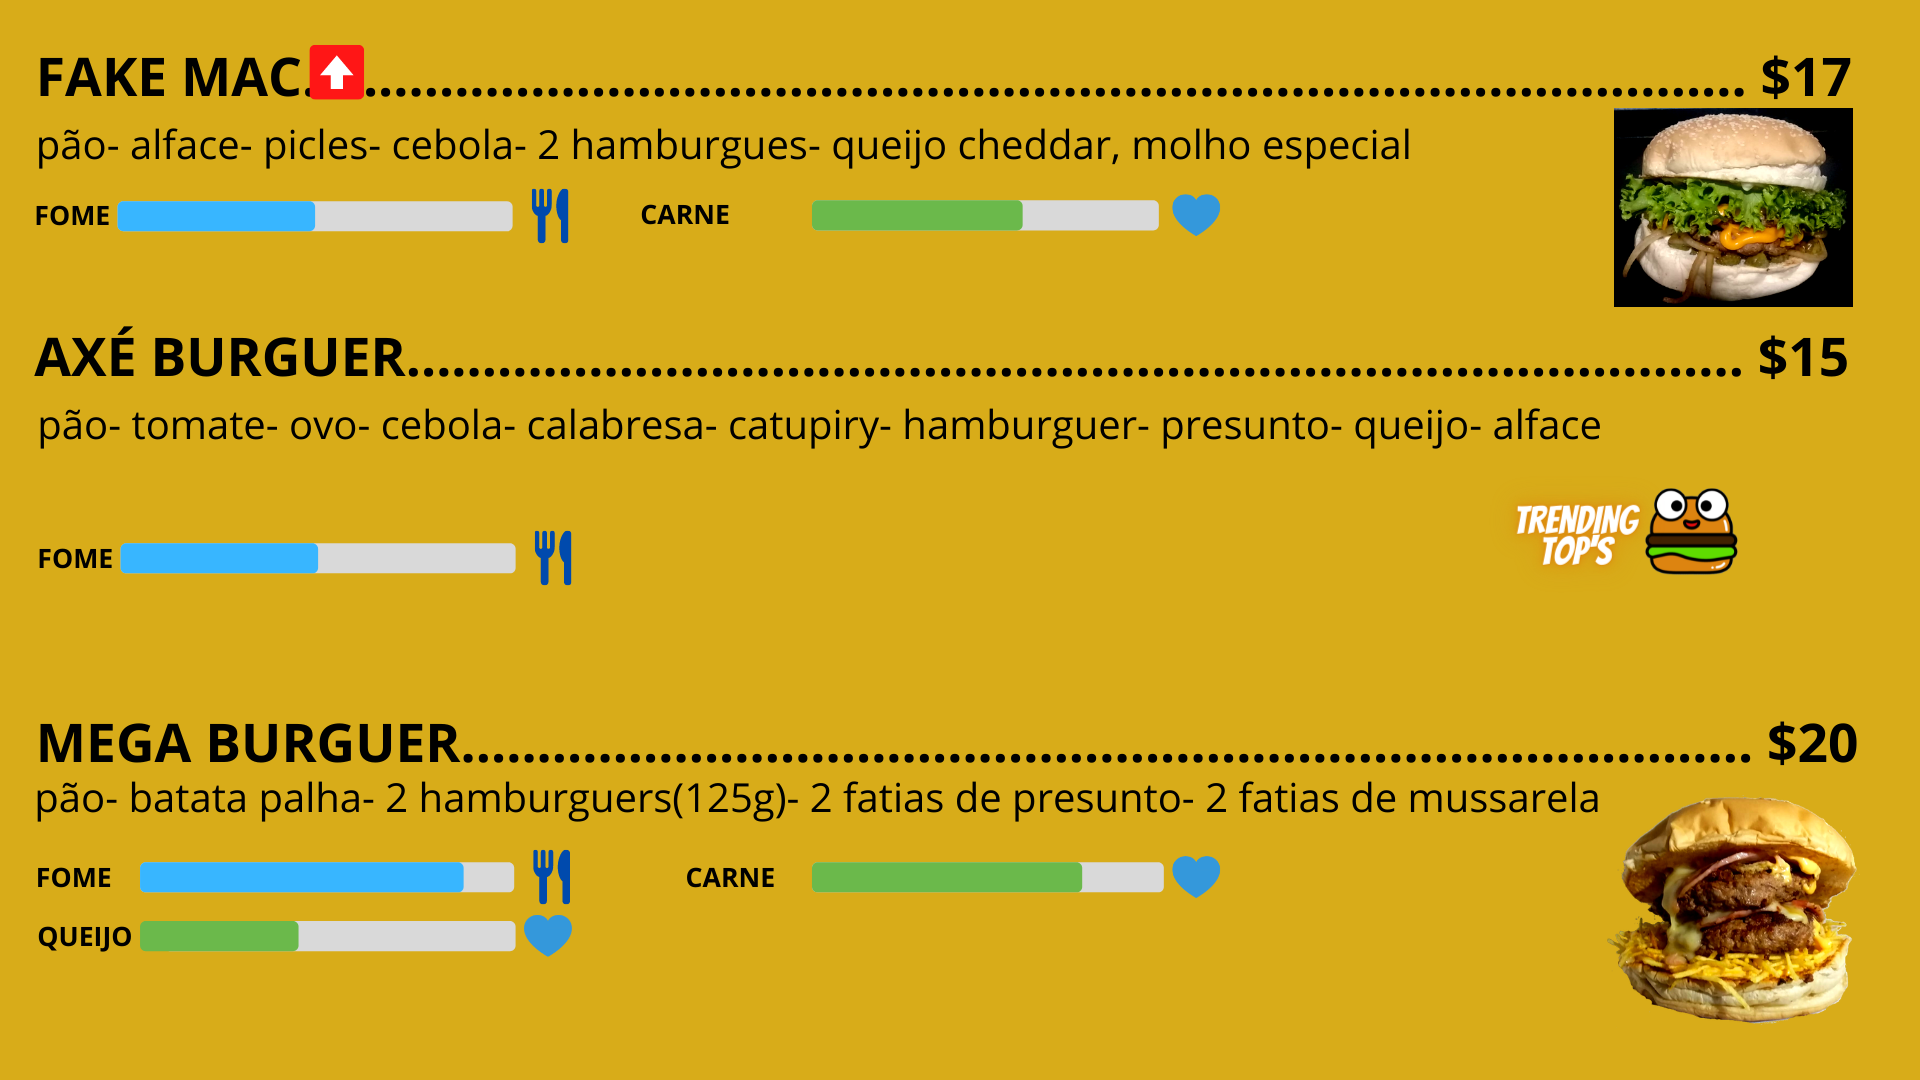 FAKE MAC............................................................................................ $17
pão- alface- picles- cebola- 2 hamburgues- queijo cheddar, molho especial
FOME
CARNE
AXÉ BURGUER......................................................................................... $15
pão- tomate- ovo- cebola- calabresa- catupiry- hamburguer- presunto- queijo- alface
TRENDING
TOP'S
FOME
MEGA BURGUER..................................................................................... $20
pão- batata palha- 2 hamburguers(125g)- 2 fatias de presunto- 2 fatias de mussarela
FOME
CARNE
QUEIJO